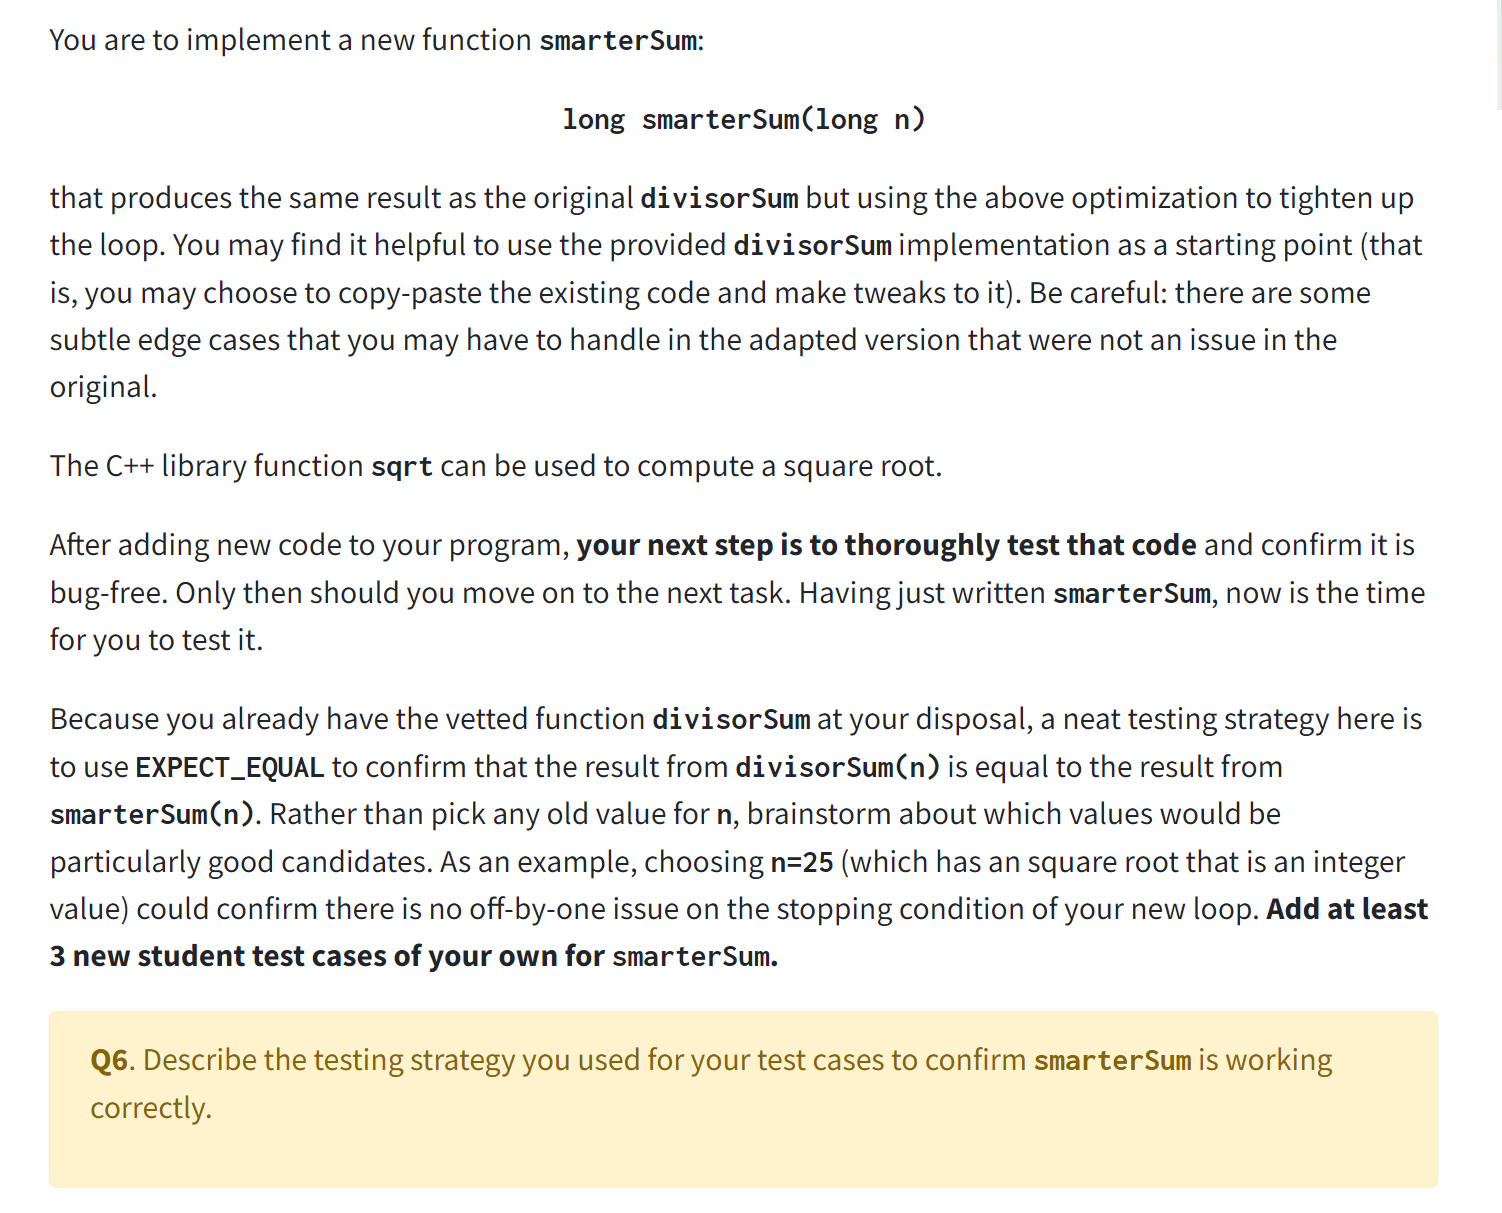 You are to implement a new function smarterSum:
long smarterSum(long n)
that produces the same result as the original divisorSum but using the above optimization to tighten up
the loop. You may find it helpful to use the provided divisorSum implementation as a starting point (that
is, you may choose to copy-paste the existing code and make tweaks to it). Be careful: there are some
subtle edge cases that you may have to handle in the adapted version that were not an issue in the
original.
The C++ library function sqrt can be used to compute a square root.
After adding new code to your program, your next step is to thoroughly test that code and confirm it is
bug-free. Only then should you move on to the next task. Having just written smarterSum, now is the time
for you to test it.
Because you already have the vetted function divisorSum at your disposal, a neat testing strategy here is
to use EXPECT_EQUAL to confirm that the result from divisorSum(n) is equal to the result from
smarterSum(n). Rather than pick any old value for n, brainstorm about which values would be
particularly good candidates. As an example, choosing n=25 (which has an square root that is an integer
value) could confirm there is no off-by-one issue on the stopping condition of your new loop. Add at least
3 new student test cases of your own for smarterSum.
Q6. Describe the testing strategy you used for your test cases to confirm smarterSum is working
correctly.